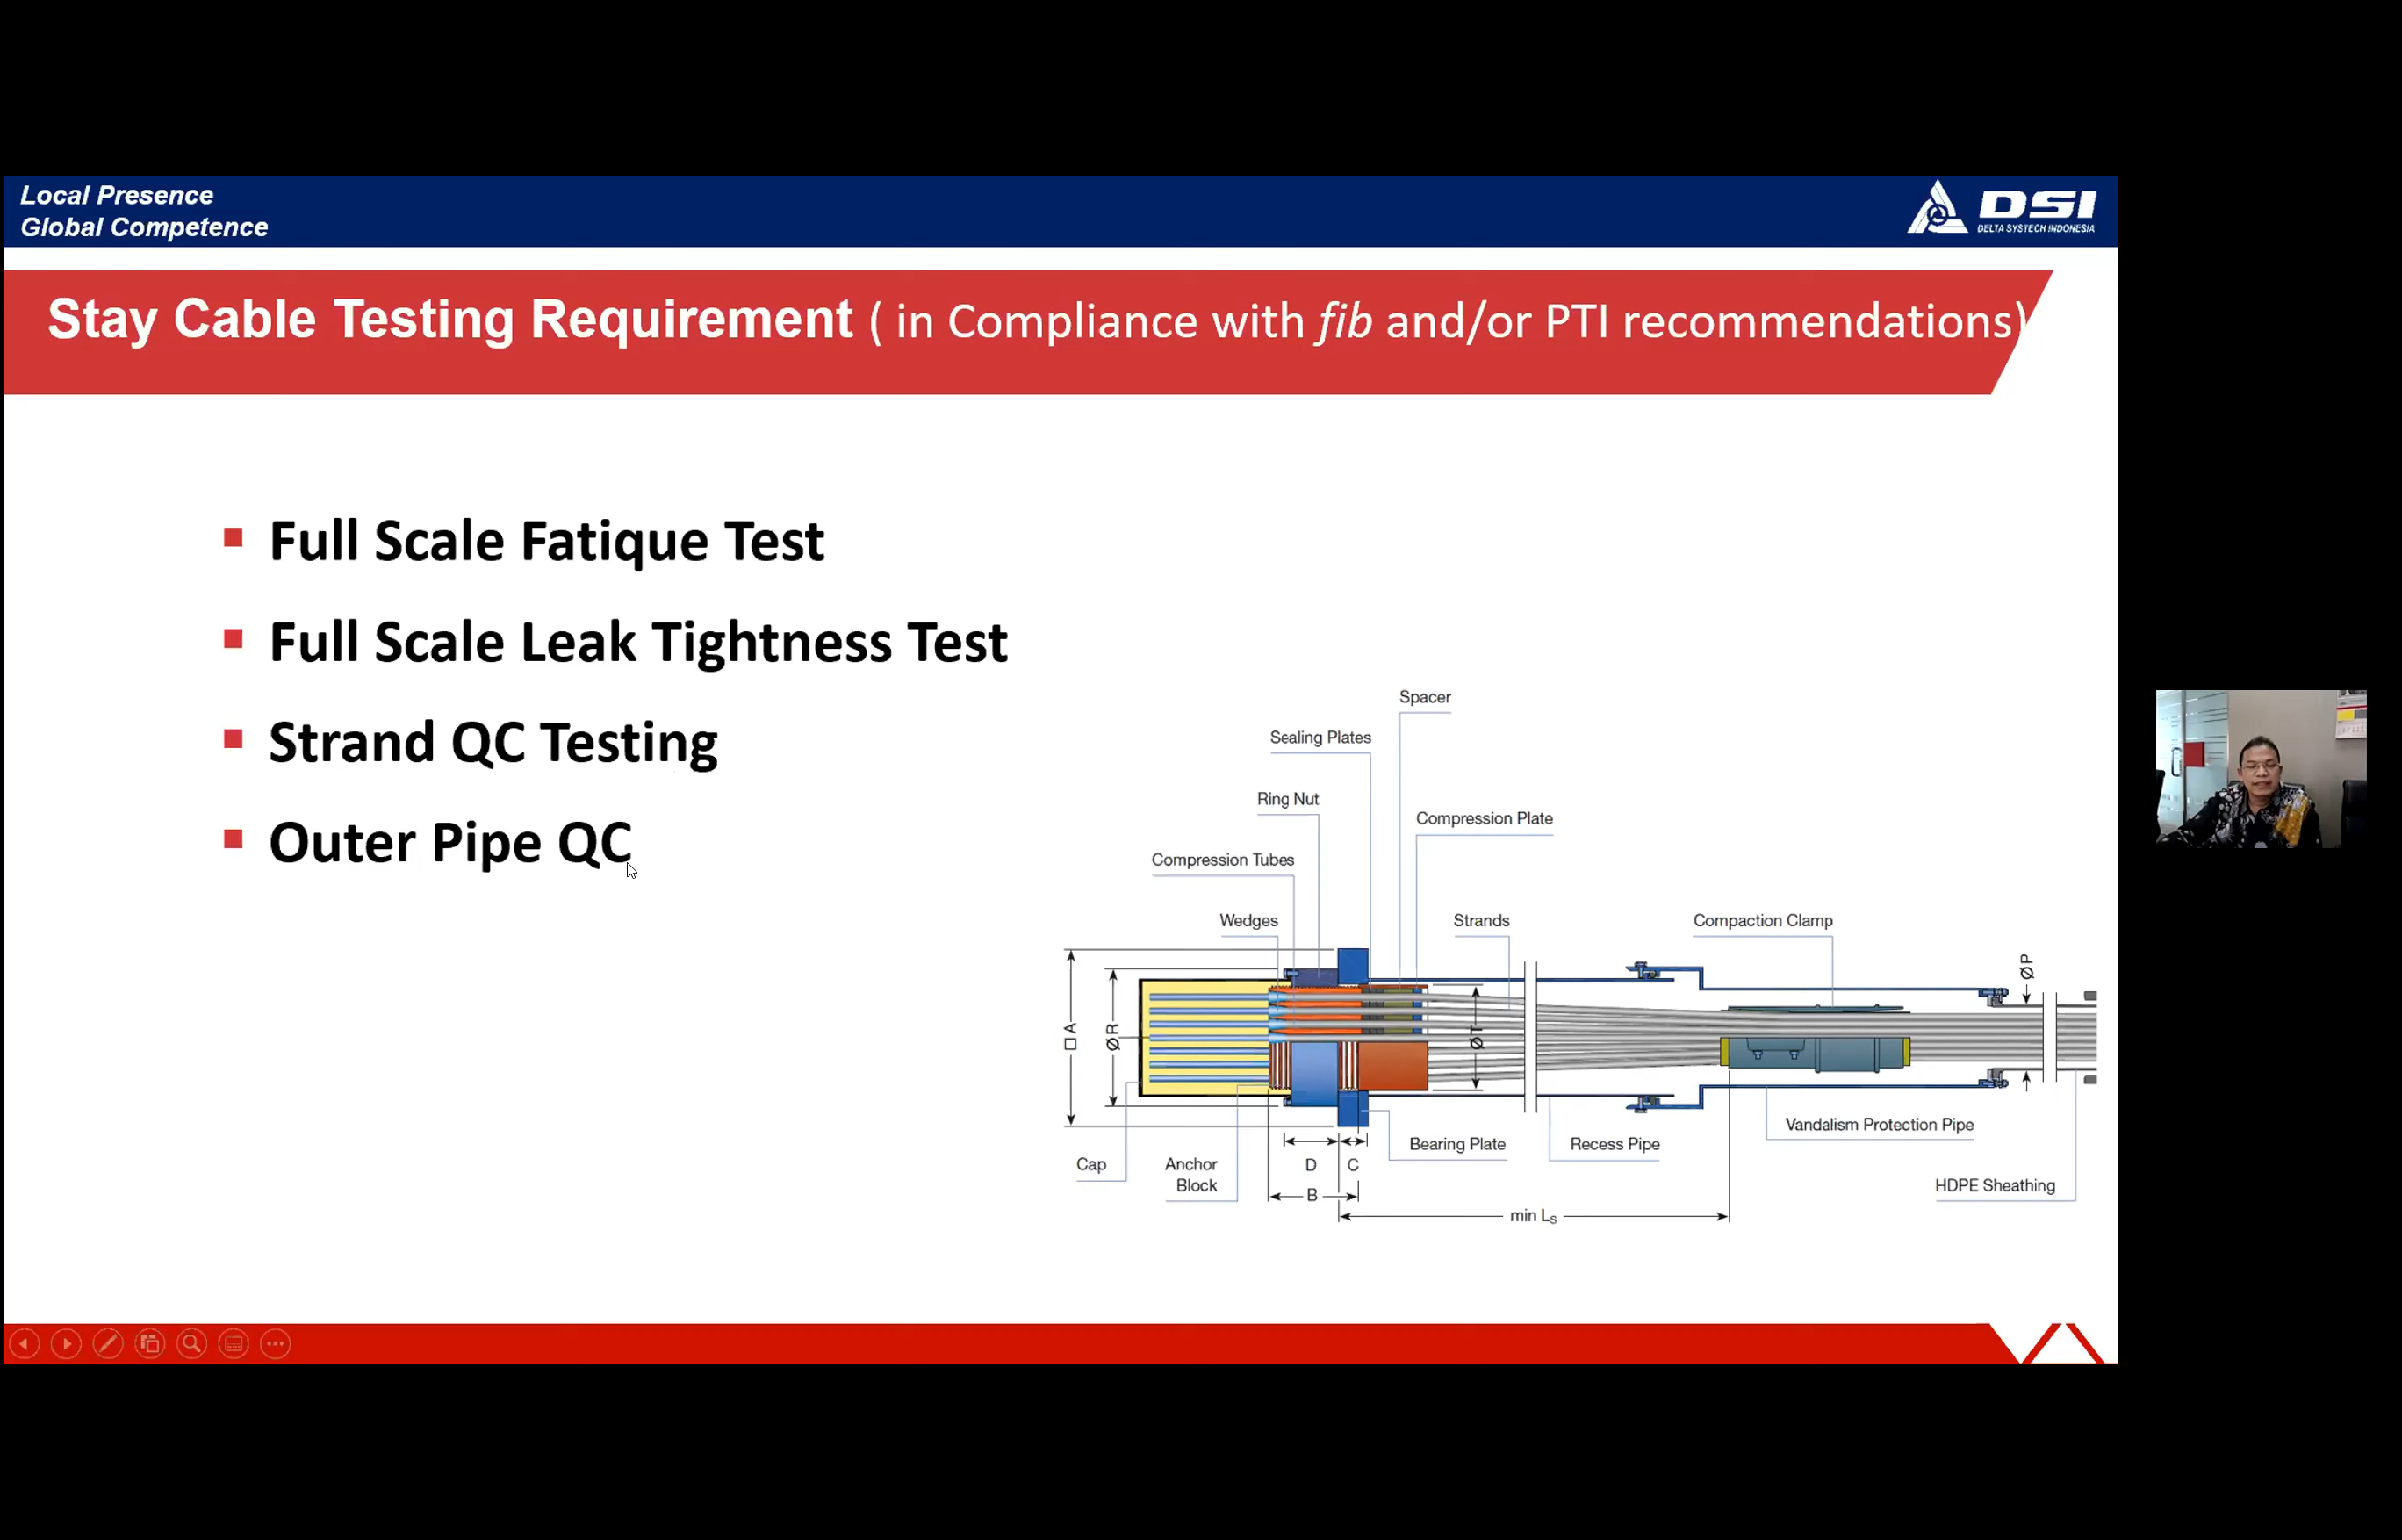 Local Presence
Global Competence
DSI
DELTA SYSTECH INDONESIA
Stay Cable Testing Requirement ( in Compliance with fib and/or PTI recommendations)
Full Scale Fatique Test
Full Scale Leak Tightness Test
Strand QC Testing
Outer Pipe QC
Spacer
Sealing Plates
Ring Nut
Compression Plate
Compression Tubes
Wedges
Strands
Compaction Clamp
□ A
ØR
ØT
ØP
Vandalism Protection Pipe
Bearing Plate
Recess Pipe
Cap
Anchor
Block
D
C
B
HDPE Sheathing
min Ls